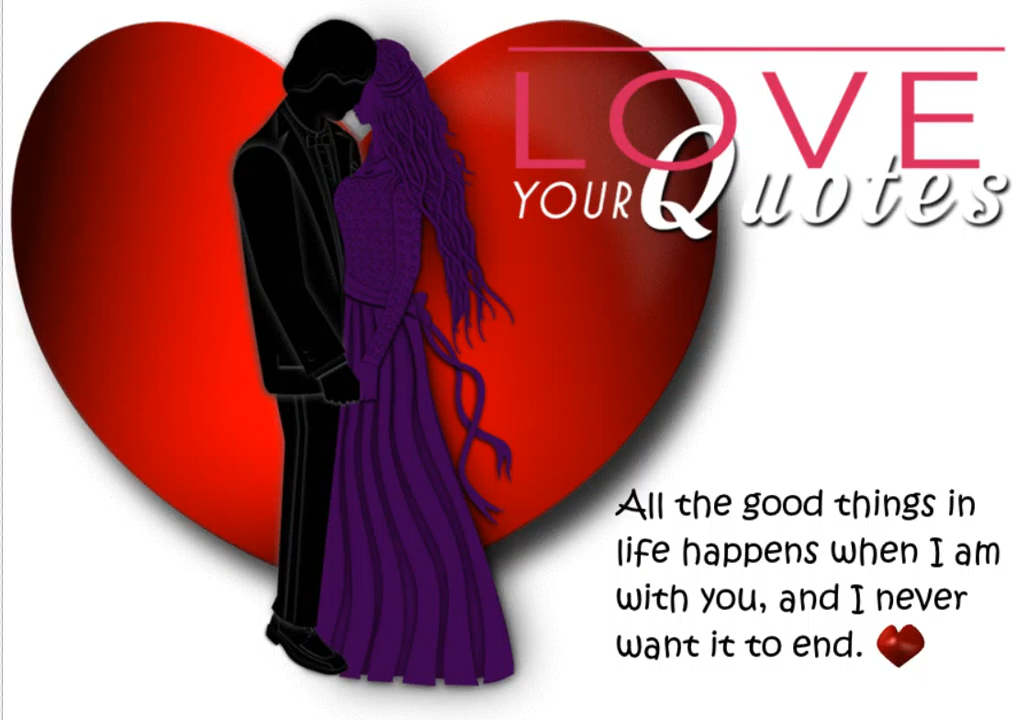 LOVE
YOUR Quotes
All the good things in
life happens when I am
with you, and I never
want it to end.